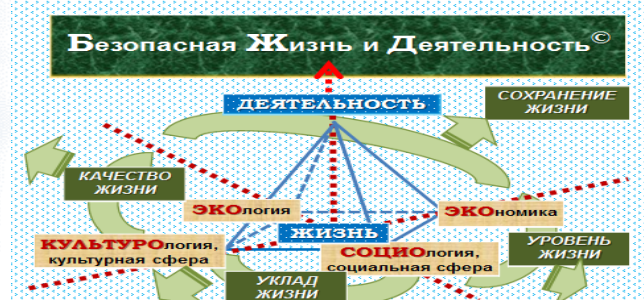 Безопасная Жизнь и Деятельность©
ДЕЯТЕЛЬНОСТЬ
СОХРАНЕНИЕ
ЖИЗНИ
КАЧЕСТВО
ЖИЗНИ
ЭКОлогия
ЭКОномика
ЖИЗНЬ
КУЛЬТУРОлогия,
культурная сфера
СОЦИОлогия,
социальная сфера
УРОВЕНЬ
ЖИЗНИ
УКЛАД
ЖИЗНИ